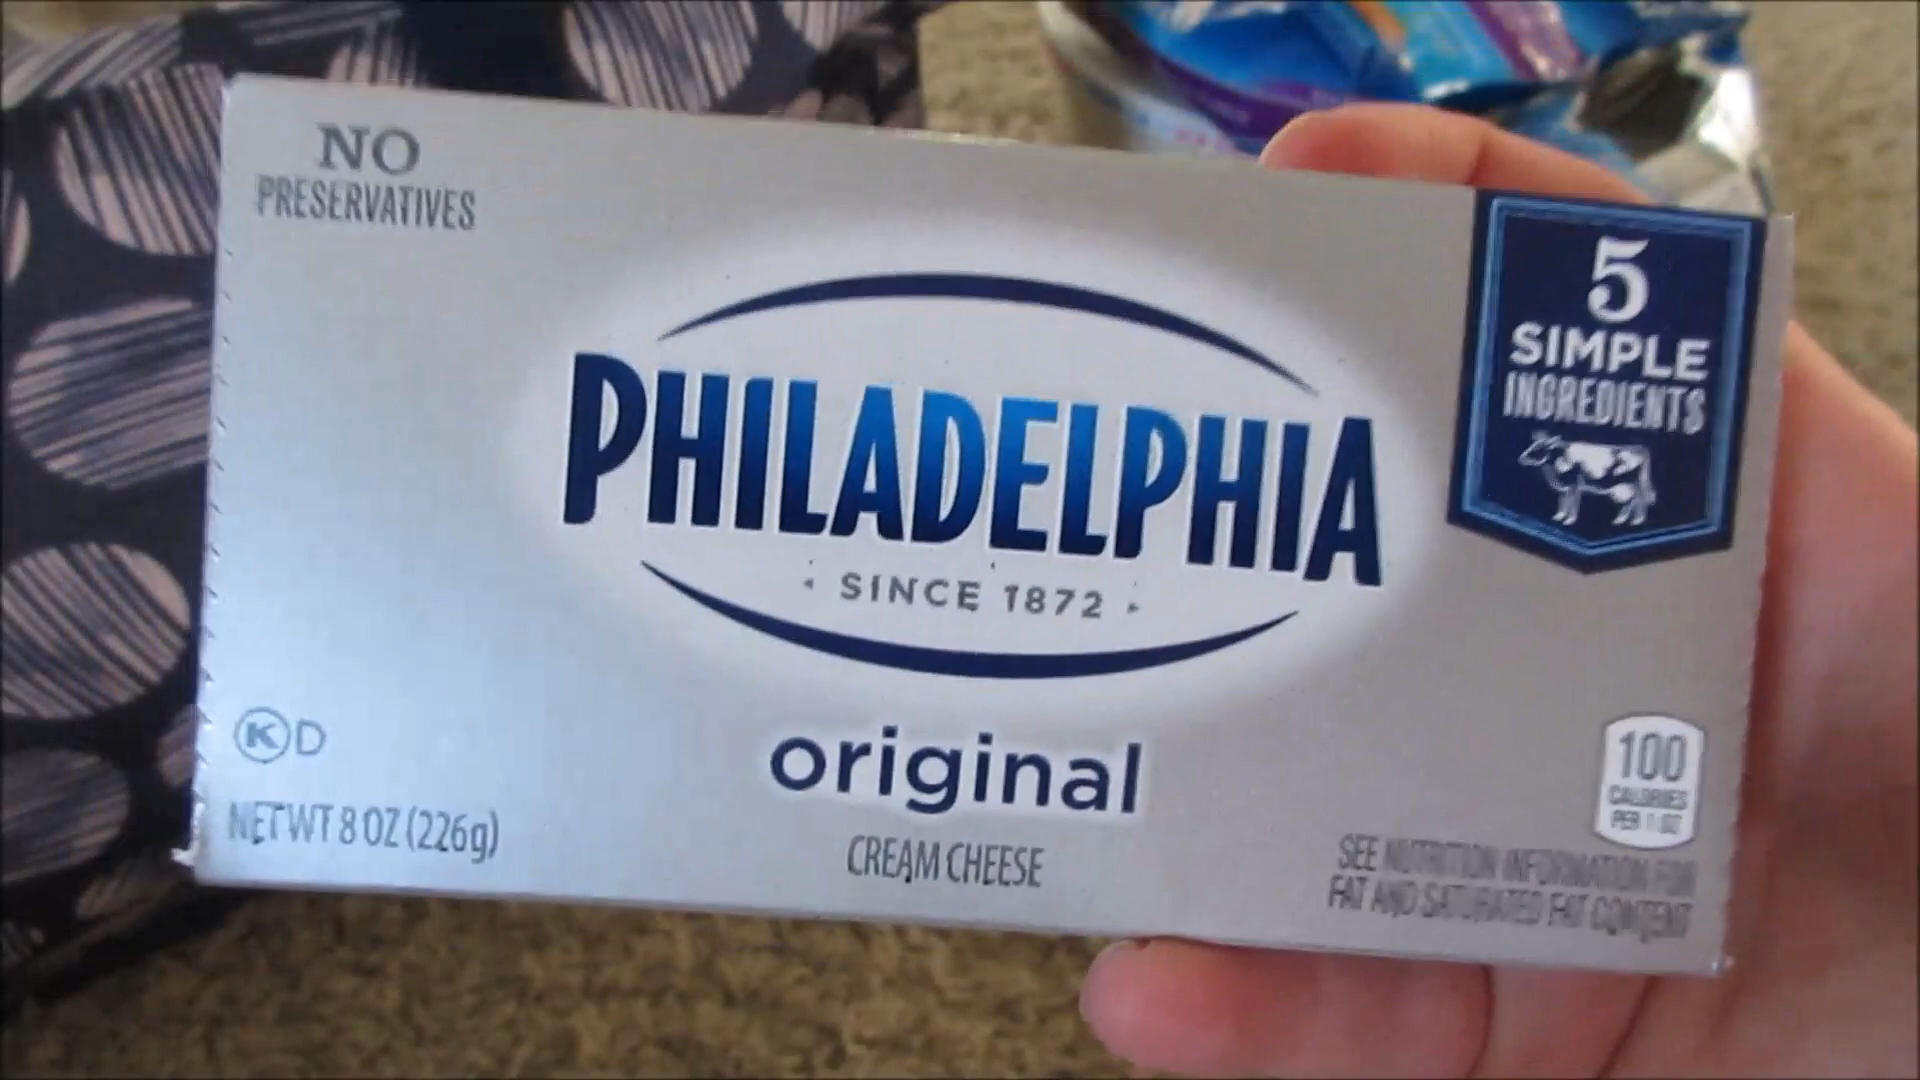 NO
PRESERVATIVES
5
SIMPLE
INGREDIENTS
PHILADELPHIA
SINCE 1872
K D
original
100
CALORIES
PER 1 OZ
NET WT 8 OZ (226g)
CREAM CHEESE
SEE NUTRITION INFORMATION FOR
FAT AND SATURATED FAT CONTENT